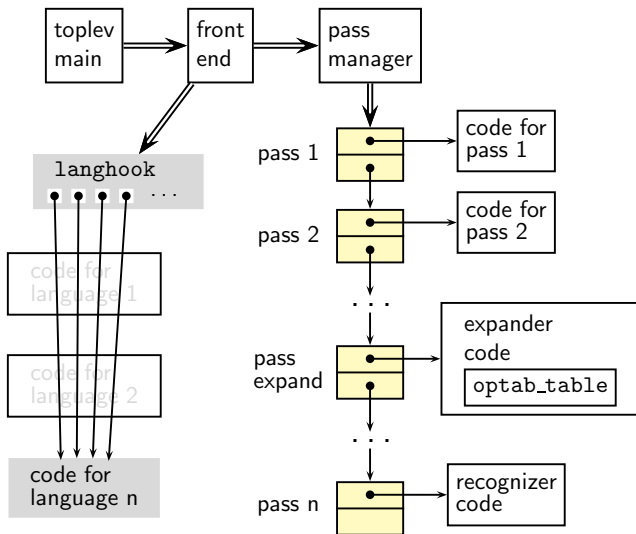 toplev
main
front
end
pass
manager
langhook
. . .
code for
language 1
code for
language 2
code for
language n
pass 1
code for
pass 1
pass 2
code for
pass 2
. . .
pass
expand
expander
code
optab_table
. . .
pass n
recognizer
code